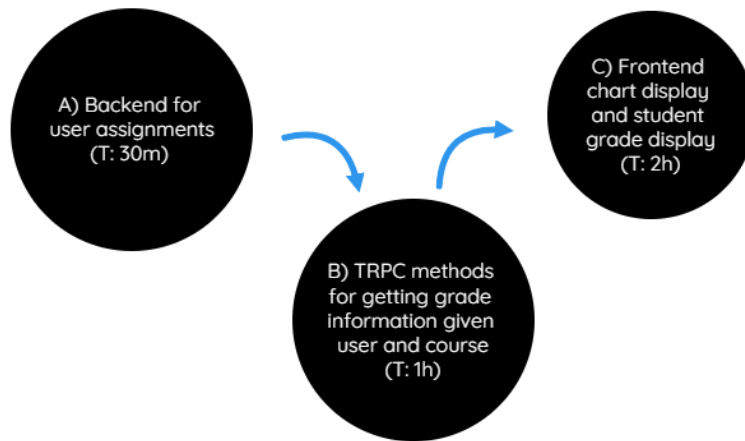 A) Backend for
user assignments
(T: 30m)
B) TRPC methods
for getting grade
information given
user and course
(T: 1h)
C) Frontend
chart display
and student
grade display
(T: 2h)